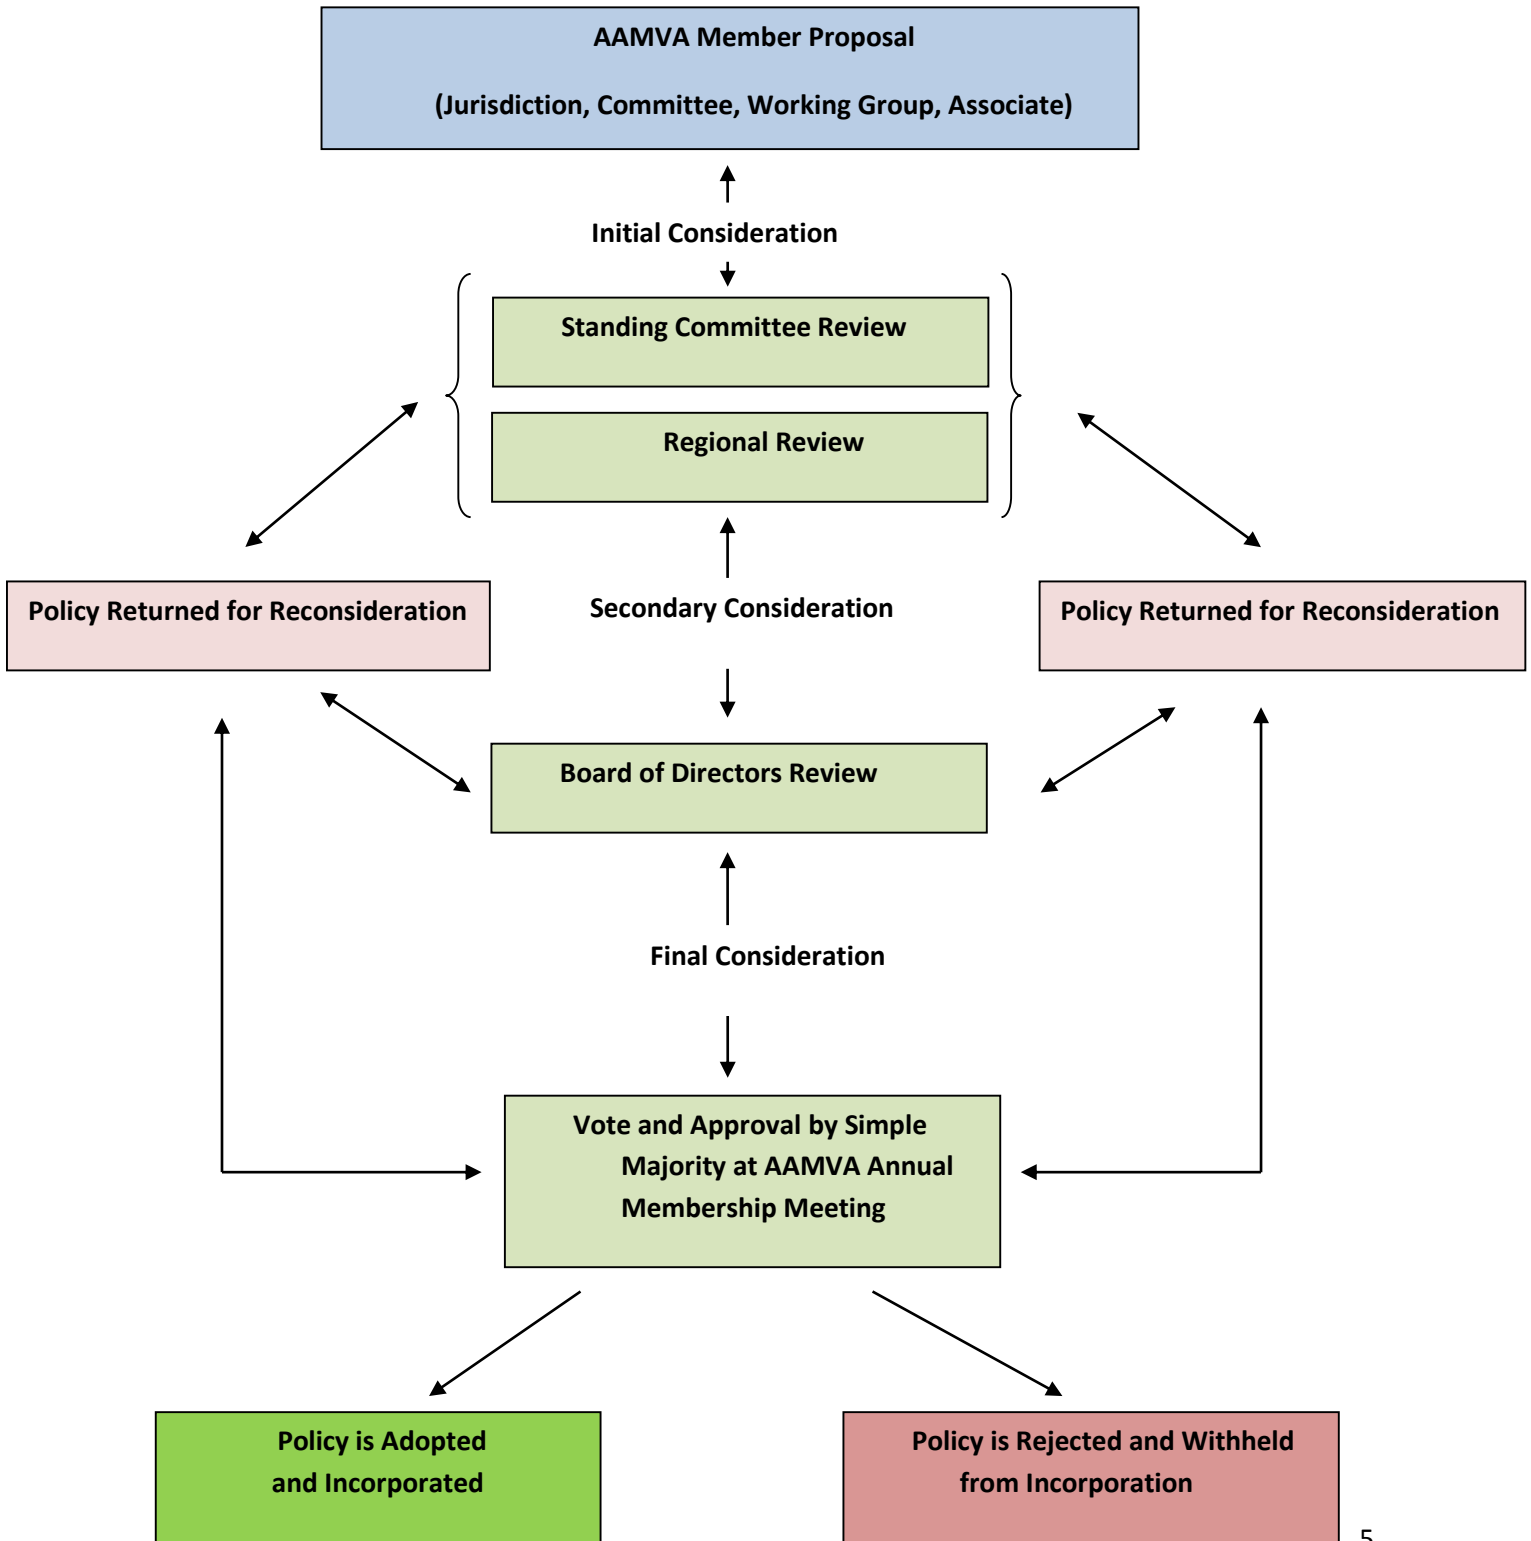 AAMVA Member Proposal
(Jurisdiction, Committee, Working Group, Associate)
Initial Consideration
Standing Committee Review
Regional Review
Policy Returned for Reconsideration
Secondary Consideration
Policy Returned for Reconsideration
Board of Directors Review
Final Consideration
Vote and Approval by Simple
Majority at AAMVA Annual
Membership Meeting
Policy is Adopted
and Incorporated
Policy is Rejected and Withheld
from Incorporation
5